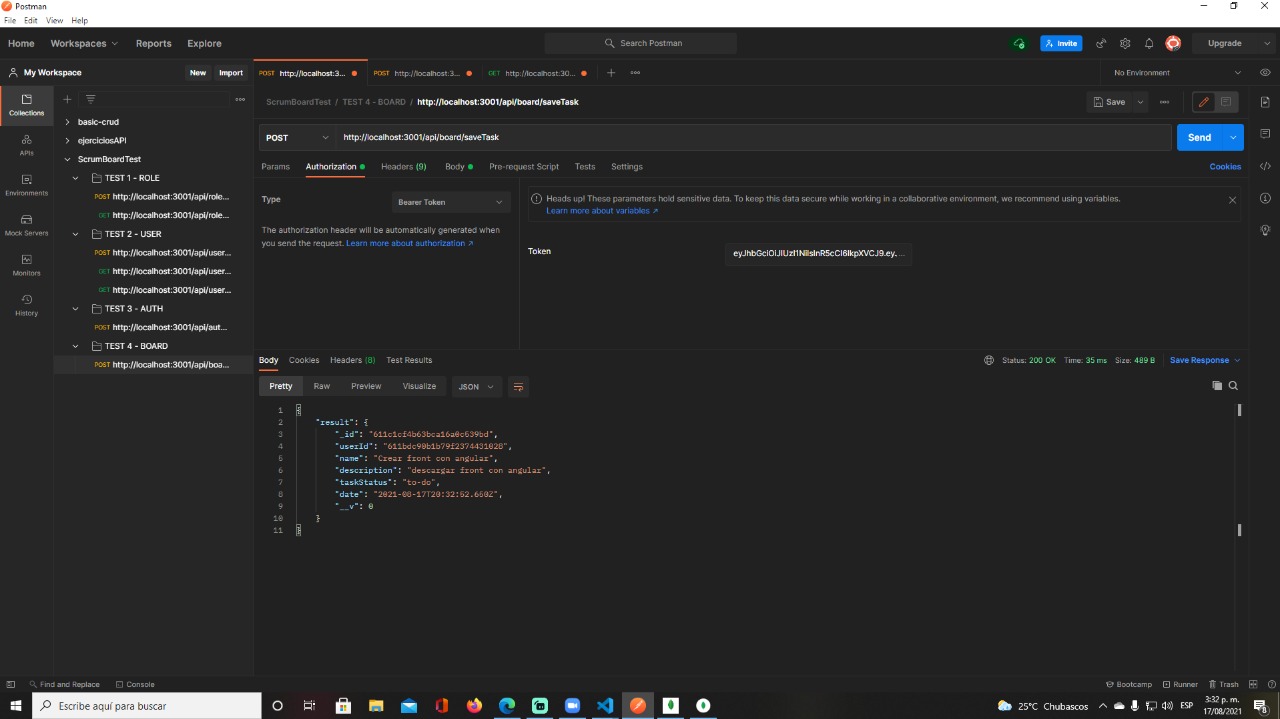 Postman
File Edit View Help
Home Workspaces Reports Explore Search Postman Invite Upgrade
My Workspace New Import
POST http://localhost:3... POST http://localhost:3... GET http://localhost:30... No Environment
Collections
APIs
Environments
Mock Servers
Monitors
History
basic-crud
ejerciciosAPI
ScrumBoardTest
TEST 1 - ROLE
POST http://localhost:3001/api/role...
GET http://localhost:3001/api/role...
TEST 2 - USER
POST http://localhost:3001/api/user...
GET http://localhost:3001/api/user...
GET http://localhost:3001/api/user...
TEST 3 - AUTH
POST http://localhost:3001/api/aut...
TEST 4 - BOARD
POST http://localhost:3001/api/boa...
ScrumBoardTest / TEST 4 - BOARD / http://localhost:3001/api/board/saveTask Save
POST http://localhost:3001/api/board/saveTask Send
Params Authorization Headers (9) Body Pre-request Script Tests Settings Cookies
Type Bearer Token
The authorization header will be automatically generated when
you send the request. Learn more about authorization ↗
Heads up! These parameters hold sensitive data. To keep this data secure while working in a collaborative environment, we recommend using variables.
Learn more about variables ↗
Token
Body Cookies Headers (8) Test Results Status: 200 OK Time: 35 ms Size: 489 B Save Response
Pretty Raw Preview Visualize JSON
1 {
2 "result": {
3 "_id": "611c1cf4b63bca16a0c539bd",
4 "userId": "611bdc90b1b79f2374431028",
5 "name": "Crear front con angular",
6 "description": "descargar front con angular",
7 "taskStatus": "to-do",
8 "date": "2021-08-17T20:32:52.650Z",
9 "__v": 0
10 }
11 }
Find and Replace Console Bootcamp Runner Trash
Escribe aquí para buscar 25°C Chubascos ESP 3:32 p. m.
17/08/2021